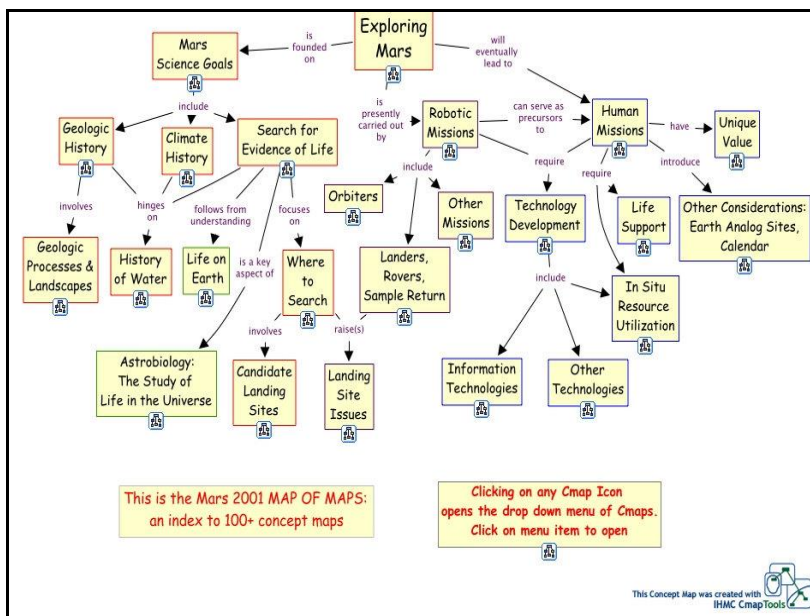 Exploring
Mars
is
founded
on
will
eventually
lead to
Mars
Science Goals
is
presently
carried out
by
Robotic
Missions
can serve as
precursors
to
Human
Missions
have
Unique
Value
include
Geologic
History
Climate
History
Search for
Evidence of Life
include
require
require
introduce
Orbiters
Other
Missions
Technology
Development
Life
Support
Other Considerations:
Earth Analog Sites,
Calendar
involves
hinges
on
follows from
understanding
focuses
on
Geologic
Processes &
Landscapes
History
of Water
Life on
Earth
is a key
aspect of
Where
to
Search
Landers,
Rovers,
Sample Return
include
In Situ
Resource
Utilization
involves
raise(s)
Astrobiology:
The Study of
Life in the Universe
Candidate
Landing
Sites
Landing
Site
Issues
Information
Technologies
Other
Technologies
This is the Mars 2001 MAP OF MAPS:
an index to 100+ concept maps
Clicking on any Cmap Icon
opens the drop down menu of Cmaps.
Click on menu item to open
This Concept Map was created with
IHMC CmapTools